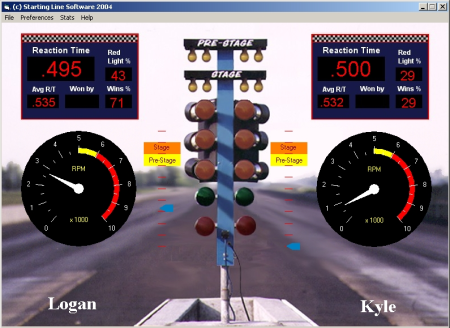 (c) Starting Line Software 2004
File Preferences Stats Help
Reaction Time
Red
Light %
.495
43
Avg R/T Won by Wins %
.535
71
PRE-STAGE
STAGE
Reaction Time
Red
Light %
.500
29
Avg R/T Won by Wins %
.532
29
Stage
Pre-Stage
Stage
Pre-Stage
0 1 2 3 4 5 6 7 8 9 10
RPM
x 1000
0 1 2 3 4 5 6 7 8 9 10
RPM
x 1000
Logan
Kyle